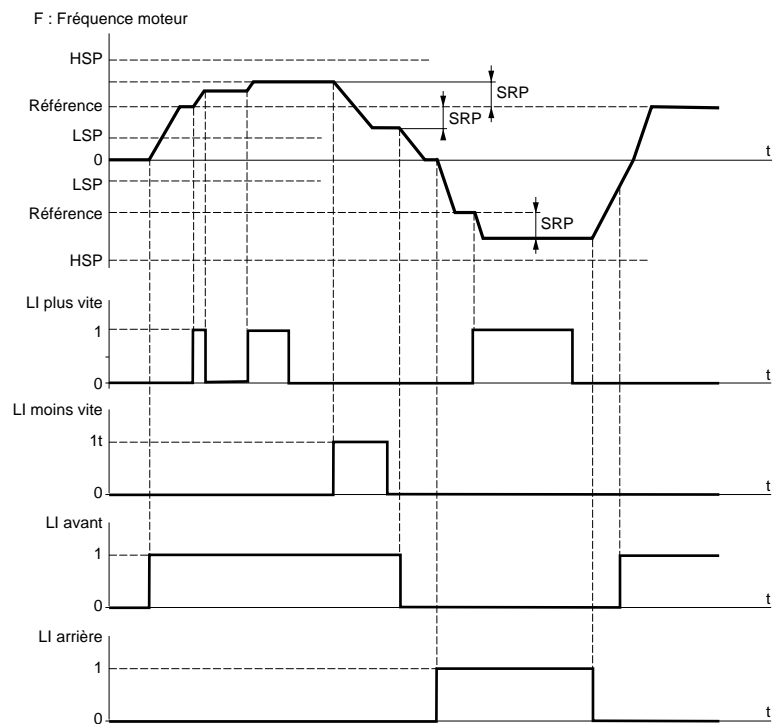 F : Fréquence moteur
HSP
Référence
SRP
SRP
LSP
0
t
LSP
Référence
SRP
HSP
LI plus vite
1
0
t
LI moins vite
1t
0
t
LI avant
1
0
t
LI arrière
1
0
t